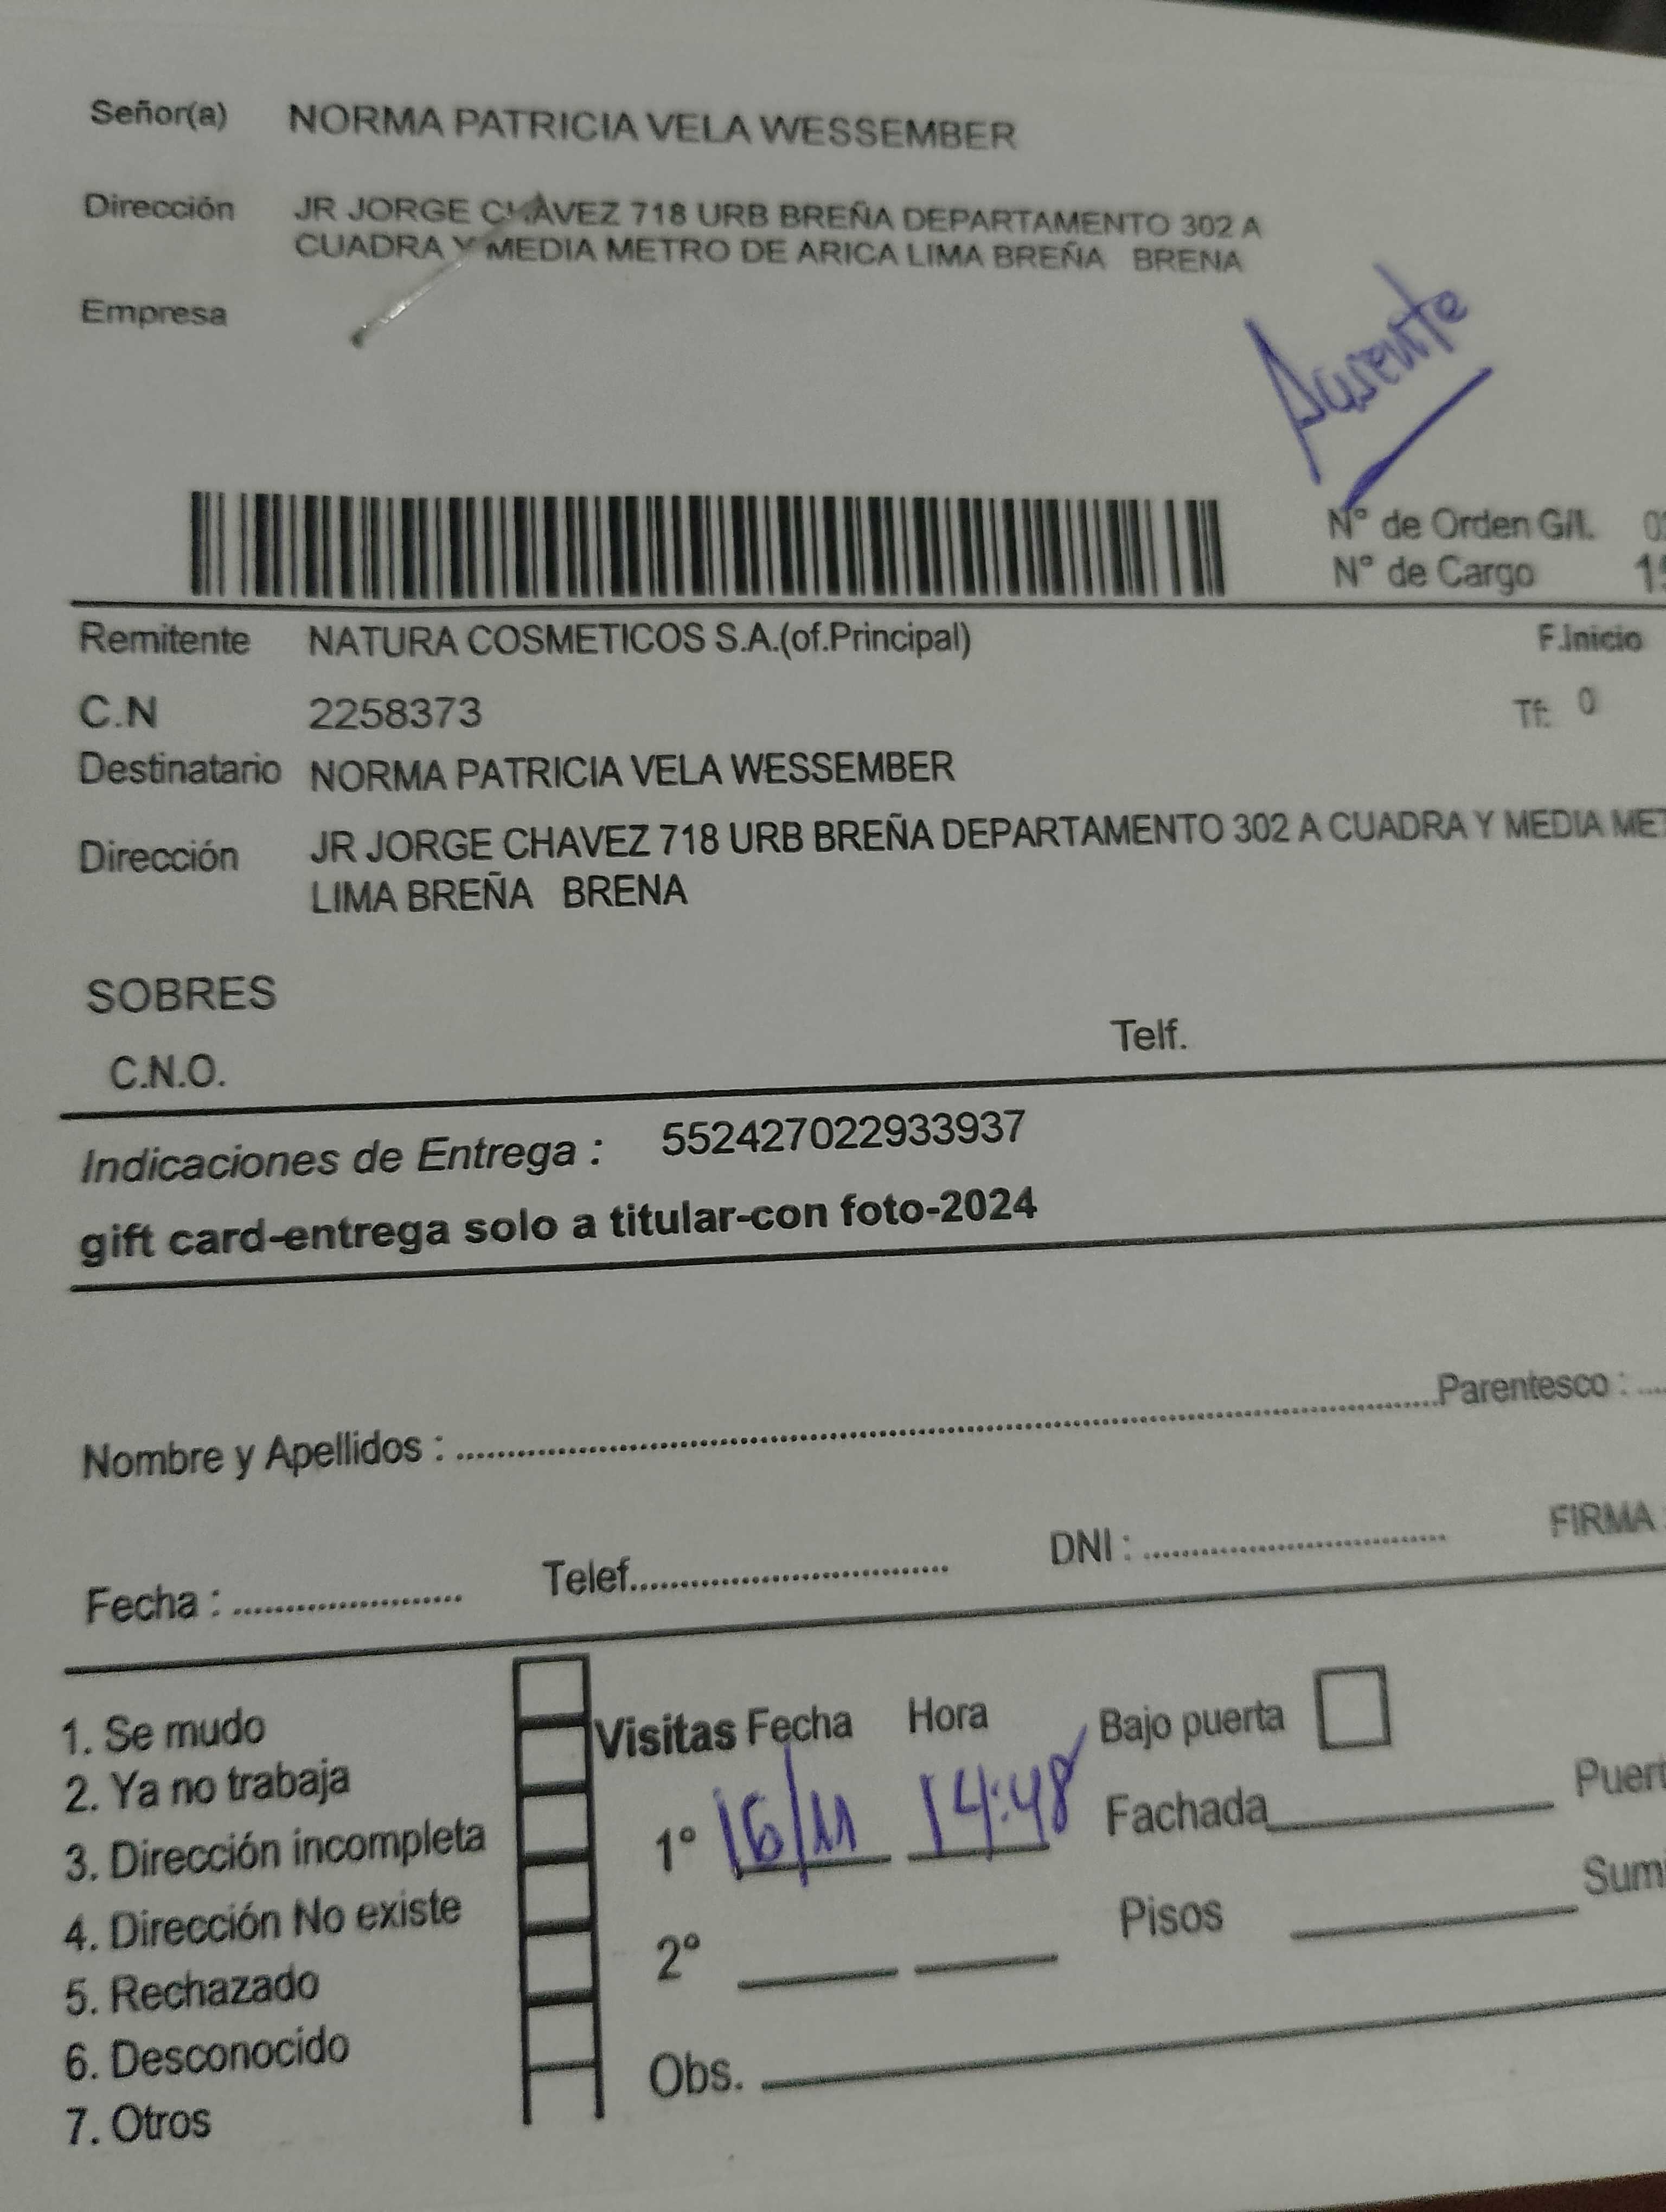 Señor(a) NORMA PATRICIA VELA WESSEMBER
Dirección JR JORGE CHAVEZ 718 URB BREÑA DEPARTAMENTO 302 A
CUADRA Y MEDIA METRO DE ARICA LIMA BREÑA BRENA
Empresa
Ausente
N° de Orden G/I.
N° de Cargo
Remitente NATURA COSMETICOS S.A.(of.Principal) F.Inicio
C.N 2258373 Tf: 0
Destinatario NORMA PATRICIA VELA WESSEMBER
Dirección JR JORGE CHAVEZ 718 URB BREÑA DEPARTAMENTO 302 A CUADRA Y MEDIA MET
LIMA BREÑA BRENA
SOBRES
C.N.O. Telf.
Indicaciones de Entrega : 552427022933937
gift card-entrega solo a titular-con foto-2024
Nombre y Apellidos : Parentesco :
Fecha : Telef. DNI : FIRMA
1. Se mudo
2. Ya no trabaja
3. Dirección incompleta
4. Dirección No existe
5. Rechazado
6. Desconocido
7. Otros
Visitas Fecha Hora Bajo puerta
1° 16/11 14:48 Fachada Puert
2° Pisos Sumi
Obs.